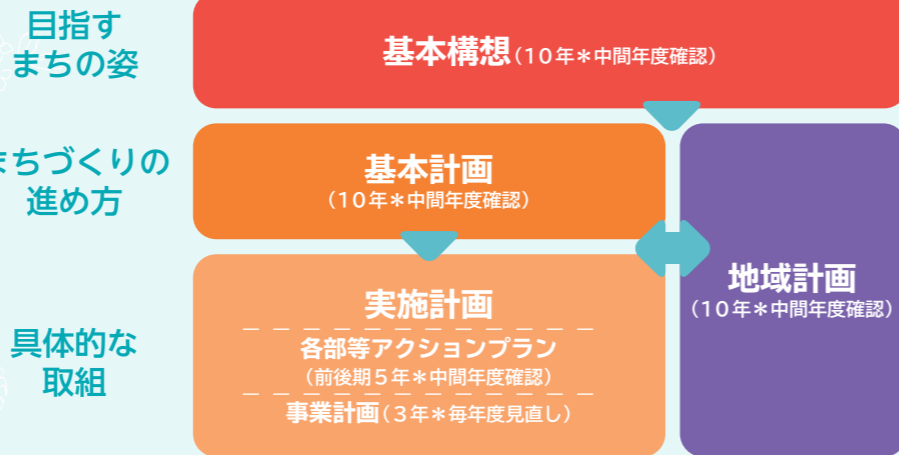 目指す
まちの姿
基本構想(10年＊中間年度確認)
まちづくりの
進め方
基本計画
(10年＊中間年度確認)
地域計画
(10年＊中間年度確認)
具体的な
取組
実施計画
各部等アクションプラン
(前後期5年＊中間年度確認)
事業計画(3年＊毎年度見直し)